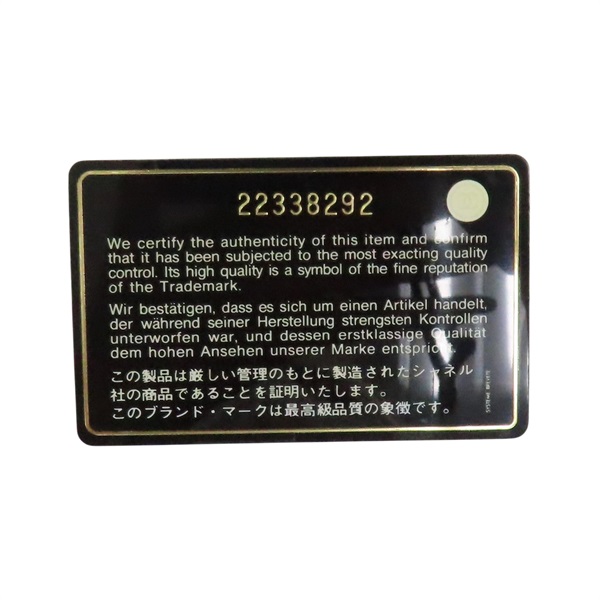 22338292
We certify the authenticity of this item and confirm
that it has been subjected to the most exacting quality
control. Its high quality is a symbol of the fine reputation
of the Trademark.
Wir bestätigen, dass es sich um einen Artikel handelt,
der während seiner Herstellung strengsten Kontrollen
unterworfen war, und dessen erstklassige Qualität
dem hohen Ansehen unserer Marke entspricht.
この製品は厳しい管理のもとに製造されたシャネル
社の商品であることを証明いたします。
このブランド・マークは最高級品質の象徴です。